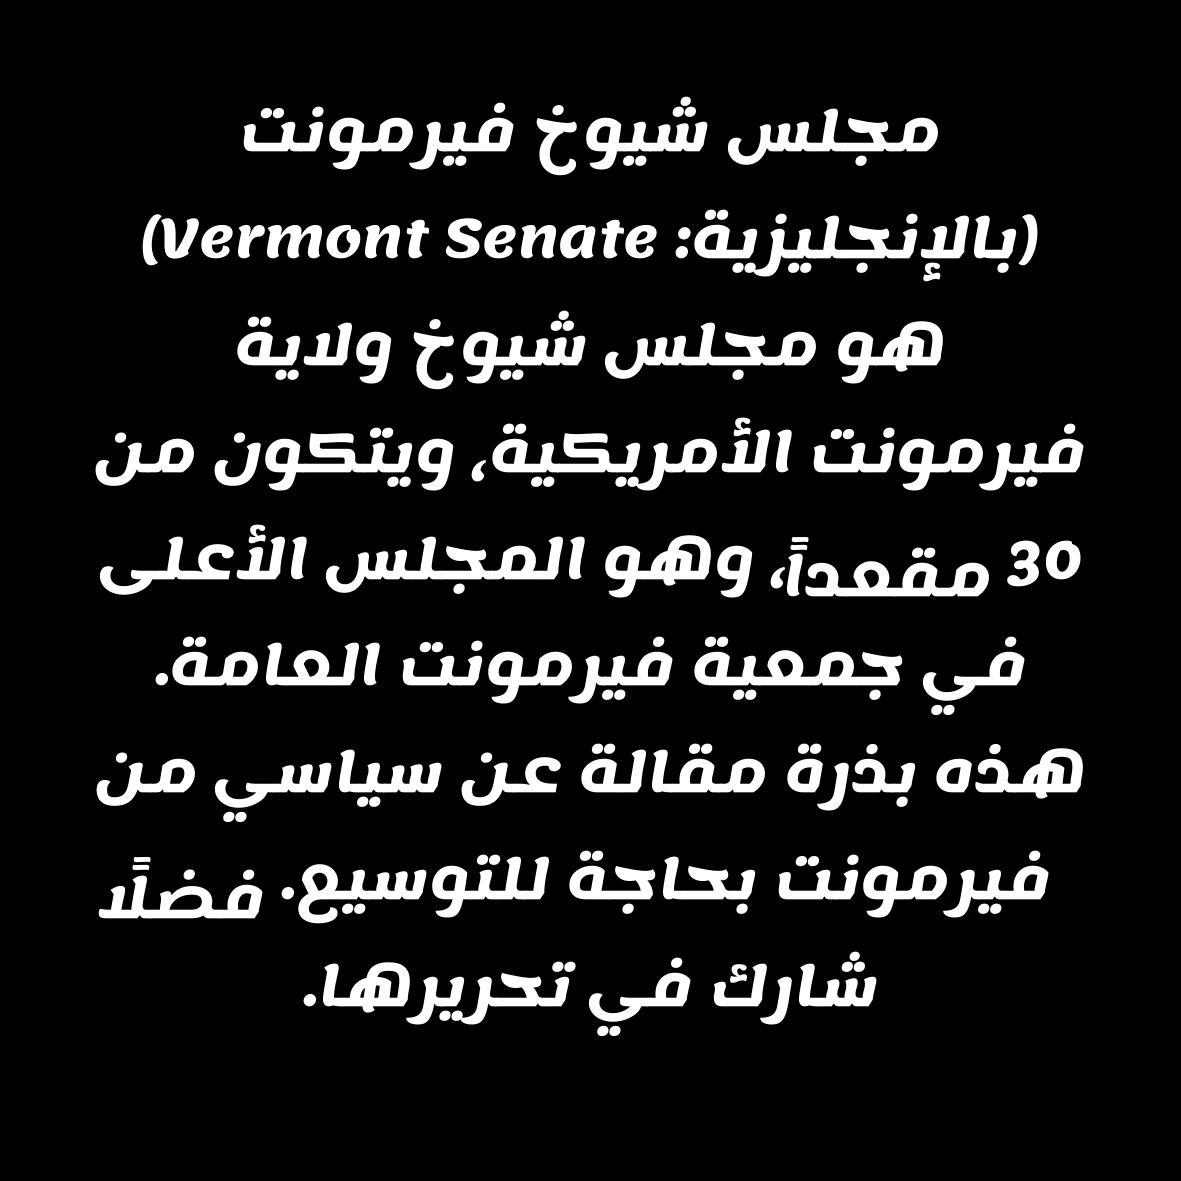 مجلس شيوخ فيرمونت
(بالإنجليزية: Vermont Senate)
هو مجلس شيوخ ولاية
فيرمونت الأمريكية، ويتكون من
30 مقعداً، وهو المجلس الأعلى
في جمعية فيرمونت العامة.
هذه بذرة مقالة عن سياسي من
فيرمونت بحاجة للتوسيع. فضلًا
شارك في تحريرها.